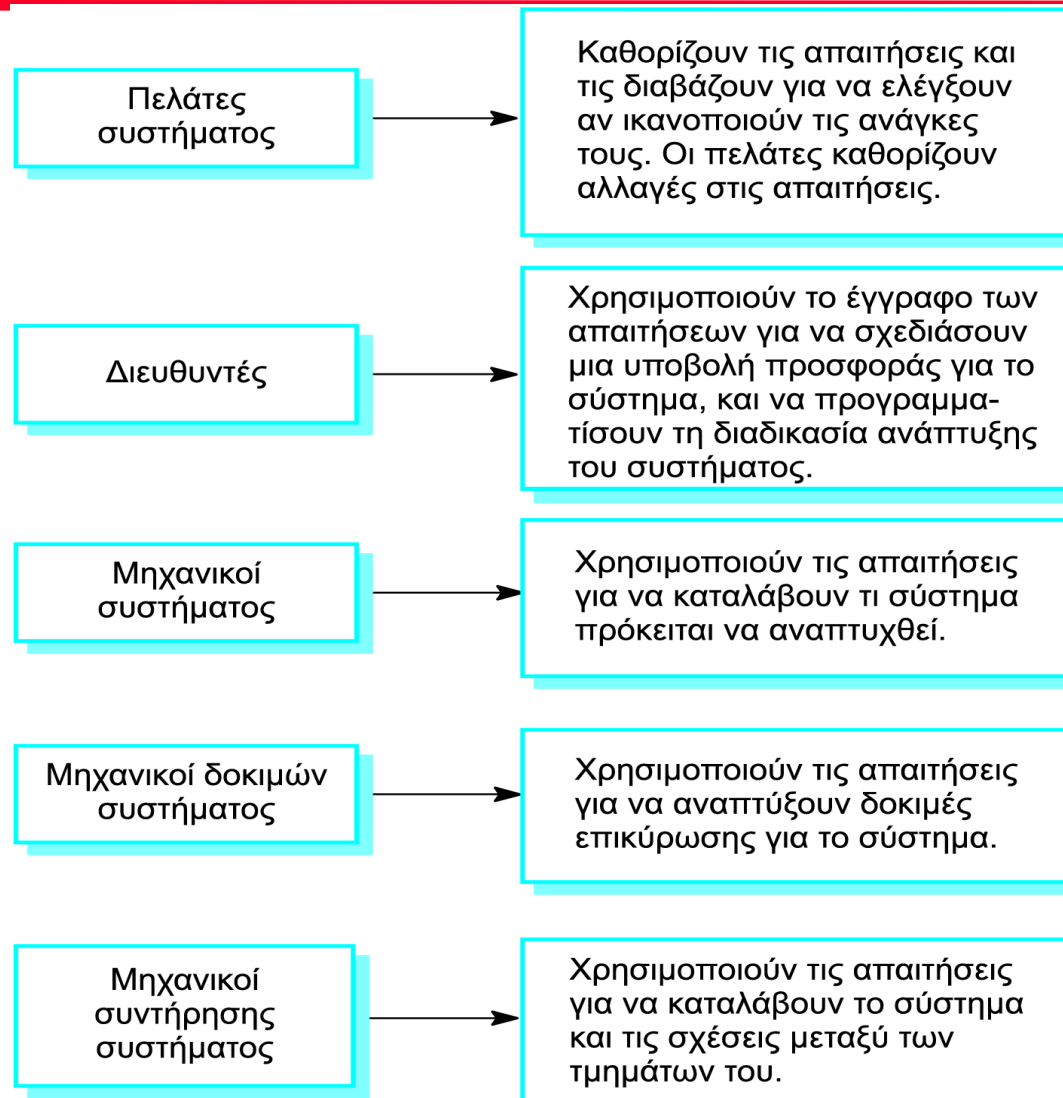 Πελάτες
συστήματος
Καθορίζουν τις απαιτήσεις και
τις διαβάζουν για να ελέγξουν
αν ικανοποιούν τις ανάγκες
τους. Οι πελάτες καθορίζουν
αλλαγές στις απαιτήσεις.
Διευθυντές
Χρησιμοποιούν το έγγραφο των
απαιτήσεων για να σχεδιάσουν
μια υποβολή προσφοράς για το
σύστημα, και να προγραμμα-
τίσουν τη διαδικασία ανάπτυξης
του συστήματος.
Μηχανικοί
συστήματος
Χρησιμοποιούν τις απαιτήσεις
για να καταλάβουν τι σύστημα
πρόκειται να αναπτυχθεί.
Μηχανικοί δοκιμών
συστήματος
Χρησιμοποιούν τις απαιτήσεις
για να αναπτύξουν δοκιμές
επικύρωσης για το σύστημα.
Μηχανικοί
συντήρησης
συστήματος
Χρησιμοποιούν τις απαιτήσεις
για να καταλάβουν το σύστημα
και τις σχέσεις μεταξύ των
τμημάτων του.